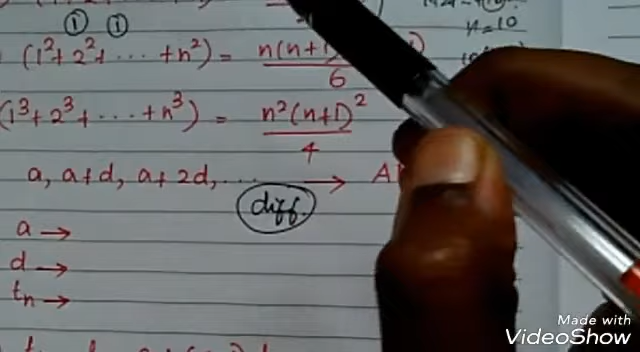 ① ①
n=10
(1²+2²+ ... +n²) = n(n+1 ) / 6
(1³+2³+ ... +n³) = n²(n+1)² / 4
a, a+d, a+2d, ... → A
diff.
a →
d →
tₙ →
Made with
VideoShow